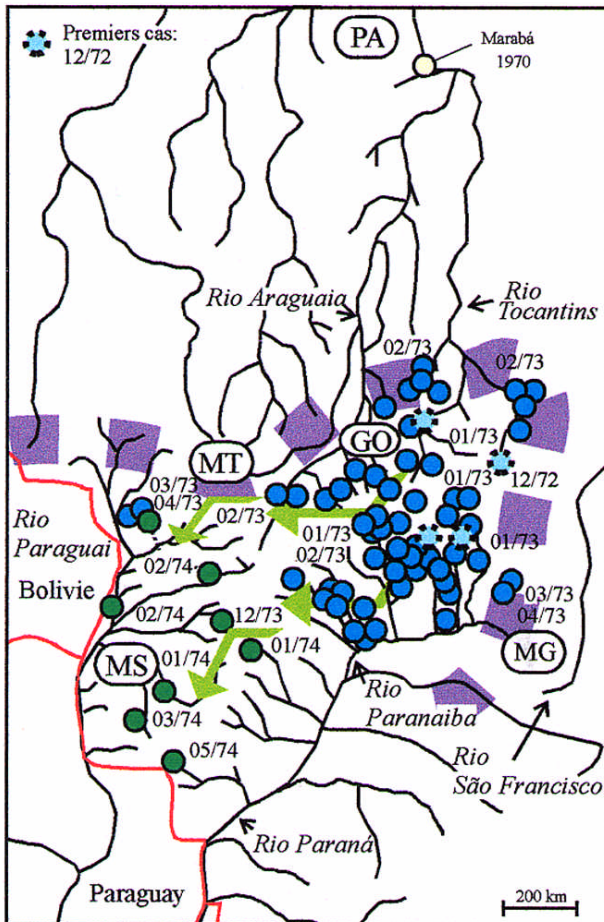 Premiers cas:
12/72
PA
Marabá
1970
Rio Araguaia
Rio
Tocantins
02/73
02/73
GO
01/73
MT
12/72
03/73
04/73
01/73
Rio
Paraguai
02/73
01/73
02/73
01/73
Bolivie
02/74
03/73
04/73
02/74
12/73
MS
01/74
01/74
MG
03/74
Rio
Paranaiba
05/74
Rio
São Francisco
Rio Paraná
Paraguay
200 km